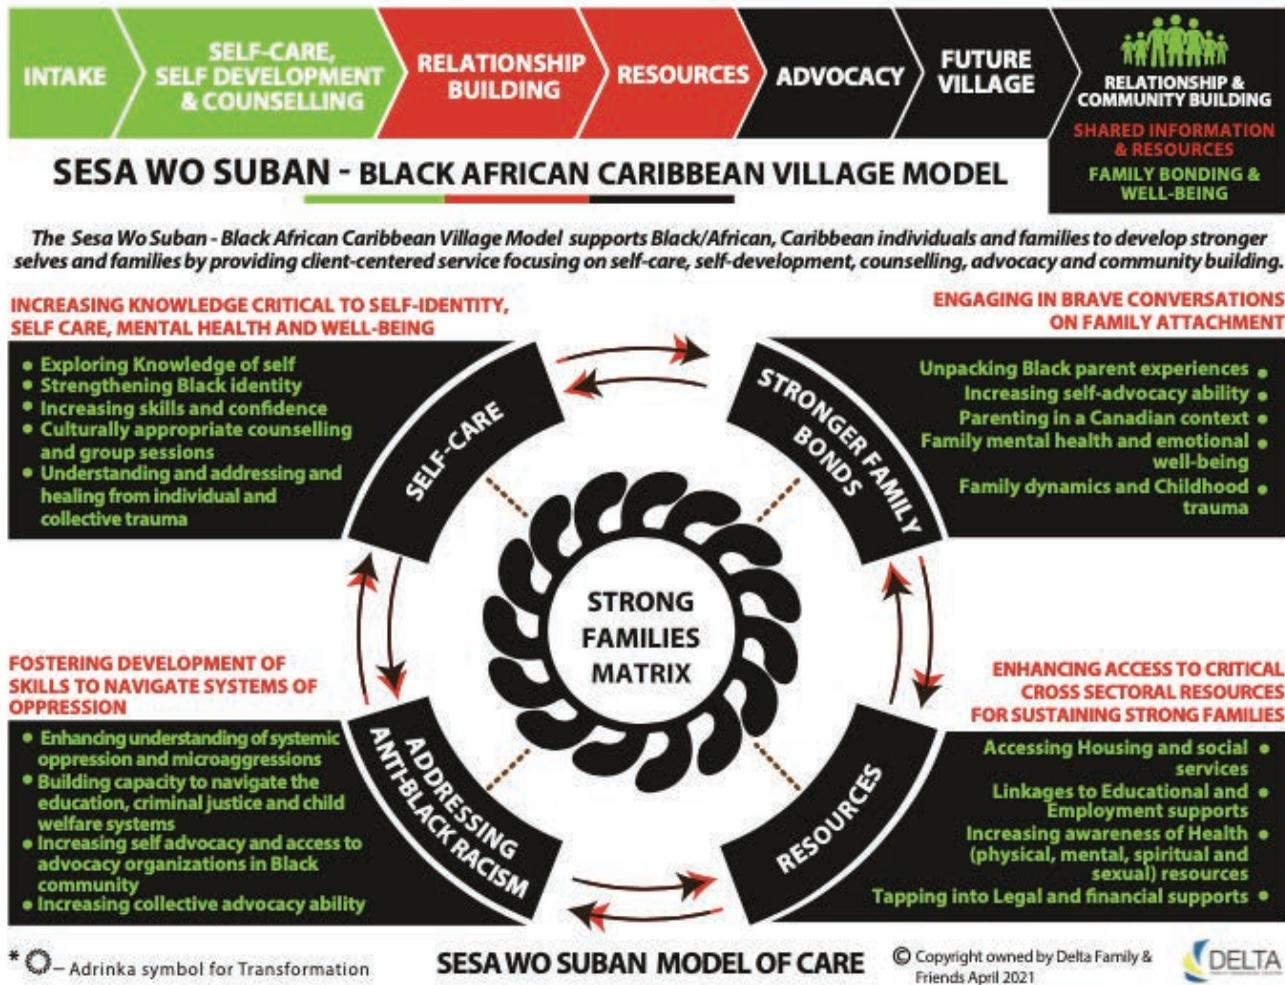 INTAKE
SELF-CARE,
SELF DEVELOPMENT
& COUNSELLING
RELATIONSHIP
BUILDING
RESOURCES
ADVOCACY
FUTURE
VILLAGE
RELATIONSHIP &
COMMUNITY BUILDING
SHARED INFORMATION
& RESOURCES
FAMILY BONDING &
WELL-BEING
SESA WO SUBAN - BLACK AFRICAN CARIBBEAN VILLAGE MODEL
The Sesa Wo Suban - Black African Caribbean Village Model supports Black/African, Caribbean individuals and families to develop stronger
selves and families by providing client-centered service focusing on self-care, self-development, counselling, advocacy and community building.
INCREASING KNOWLEDGE CRITICAL TO SELF-IDENTITY,
SELF CARE, MENTAL HEALTH AND WELL-BEING
• Exploring Knowledge of self
• Strengthening Black identity
• Increasing skills and confidence
• Culturally appropriate counselling
and group sessions
• Understanding and addressing and
healing from individual and
collective trauma
ENGAGING IN BRAVE CONVERSATIONS
ON FAMILY ATTACHMENT
Unpacking Black parent experiences •
Increasing self-advocacy ability •
Parenting in a Canadian context •
Family mental health and emotional •
well-being
Family dynamics and Childhood •
trauma
SELF-CARE
STRONGER FAMILY
BONDS
STRONG
FAMILIES
MATRIX
FOSTERING DEVELOPMENT OF
SKILLS TO NAVIGATE SYSTEMS OF
OPPRESSION
• Enhancing understanding of systemic
oppression and microaggressions
• Building capacity to navigate the
education, criminal justice and child
welfare systems
• Increasing self advocacy and access to
advocacy organizations in Black
community
• Increasing collective advocacy ability
ADDRESSING
ANTI-BLACK RACISM
RESOURCES
ENHANCING ACCESS TO CRITICAL
CROSS SECTORAL RESOURCES
FOR SUSTAINING STRONG FAMILIES
Accessing Housing and social •
services
Linkages to Educational and •
Employment supports
Increasing awareness of Health •
(physical, mental, spiritual and
sexual) resources
Tapping into Legal and financial supports •
* – Adrinka symbol for Transformation
SESA WO SUBAN MODEL OF CARE
© Copyright owned by Delta Family &
Friends April 2021
DELTA